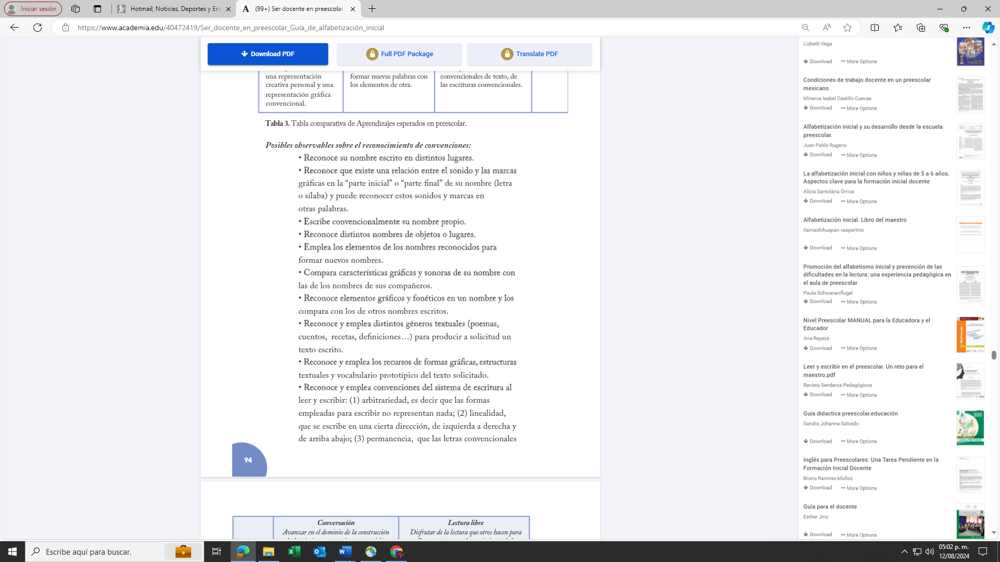 Iniciar sesión
Hotmail, Noticias, Deportes y Ent
(99+) Ser docente en preescolar.
https://www.academia.edu/40472419/Ser_docente_en_preescolar_Guía_de_alfabetización_inicial
Download PDF
Full PDF Package
Translate PDF
una representación
creativa personal y una
representación gráfica
convencional.
formar nuevas palabras con
los elementos de otra.
convencionales de texto, de
las escrituras convencionales.
Tabla 3. Tabla comparativa de Aprendizajes esperados en preescolar.
Posibles observables sobre el reconocimiento de convenciones:
• Reconoce su nombre escrito en distintos lugares.
• Reconoce que existe una relación entre el sonido y las marcas
gráficas en la “parte inicial” o “parte final” de su nombre (letra
o sílaba) y puede reconocer estos sonidos y marcas en
otras palabras.
• Escribe convencionalmente su nombre propio.
• Reconoce distintos nombres de objetos o lugares.
• Emplea los elementos de los nombres reconocidos para
formar nuevos nombres.
• Compara características gráficas y sonoras de su nombre con
las de los nombres de sus compañeros.
• Reconoce elementos gráficos y fonéticos en un nombre y los
compara con los de otros nombres escritos.
• Reconoce y emplea distintos géneros textuales (poemas,
cuentos, recetas, definiciones…) para producir a solicitud un
texto escrito.
• Reconoce y emplea los recursos de formas gráficas, estructuras
textuales y vocabulario prototípico del texto solicitado.
• Reconoce y emplea convenciones del sistema de escritura al
leer y escribir: (1) arbitrariedad, es decir que las formas
empleadas para escribir no representan nada; (2) linealidad,
que se escribe en una cierta dirección, de izquierda a derecha y
de arriba abajo; (3) permanencia, que las letras convencionales
94
Conversación
Avanzar en el dominio de la construcción
Lectura libre
Disfrutar de la lectura que otros hacen para
Lizbeth Vega
Download
More Options
Condiciones de trabajo docente en un preescolar
mexicano
Minerva Isabel Castillo Cuevas
Download
More Options
Alfabetización inicial y su desarrollo desde la escuela
preescolar.
Juan Pablo Rugerio
Download
More Options
La alfabetización inicial con niños y niñas de 5 a 6 años.
Aspectos clave para la formación inicial docente
Alícia Santolària Òrrios
Download
More Options
Alfabetización inicial. Libro del maestro
tlamachihuapan vespertino
Download
More Options
Promoción del alfabetismo inicial y prevención de las
dificultades en la lectura: una experiencia pedagógica en
el aula de preescolar
Paula Schwanenflugel
Download
More Options
Nivel Preescolar MANUAL para la Educadora y el
Educador
Ana Reyezs
Download
More Options
Leer y escribir en el preescolar. Un reto para el
maestro.pdf
Revista Senderos Pedagógicos
Download
More Options
Guia didactica preescolar.educación
Sandra Johanna Salcedo
Download
More Options
Inglés para Preescolares: Una Tarea Pendiente en la
Formación Inicial Docente
Bruno Ramirez-Muñoz
Download
More Options
Guía para el docente
Esther Jmz
Download
More Options
Escribe aquí para buscar.
05:02 p. m.
12/08/2024